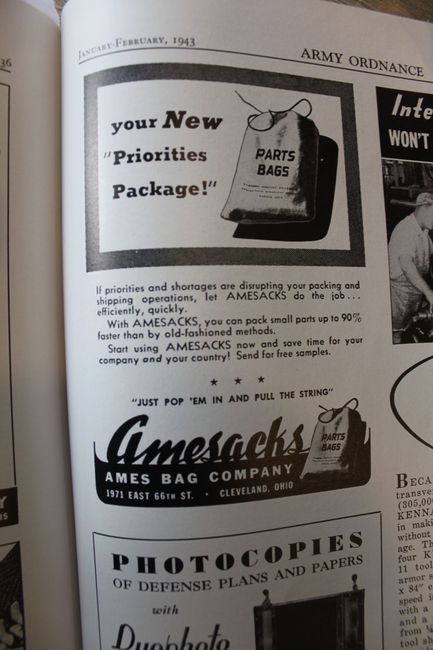 36
JANUARY-FEBRUARY, 1943
ARMY ORDNANCE
your New
"Priorities
Package!"
PARTS
BAGS
If priorities and shortages are disrupting your packing and
shipping operations, let AMESACKS do the job...
efficiently, quickly.
With AMESACKS, you can pack small parts up to 90%
faster than by old-fashioned methods.
Start using AMESACKS now and save time for your
company and your country! Send for free samples.
"JUST POP 'EM IN AND PULL THE STRING"
Amesacks
PARTS
BAGS
AMES BAG COMPANY
1971 EAST 66TH ST. • CLEVELAND, OHIO
PHOTOCOPIES
OF DEFENSE PLANS AND PAPERS
with
Duophoto
Inte
WON'T
BECA
transver
(305,00
KENNA
in makin
without
age. Th
four K
11 tool
armor s
x 84" c
speed i
with a
and a
from
tool sh